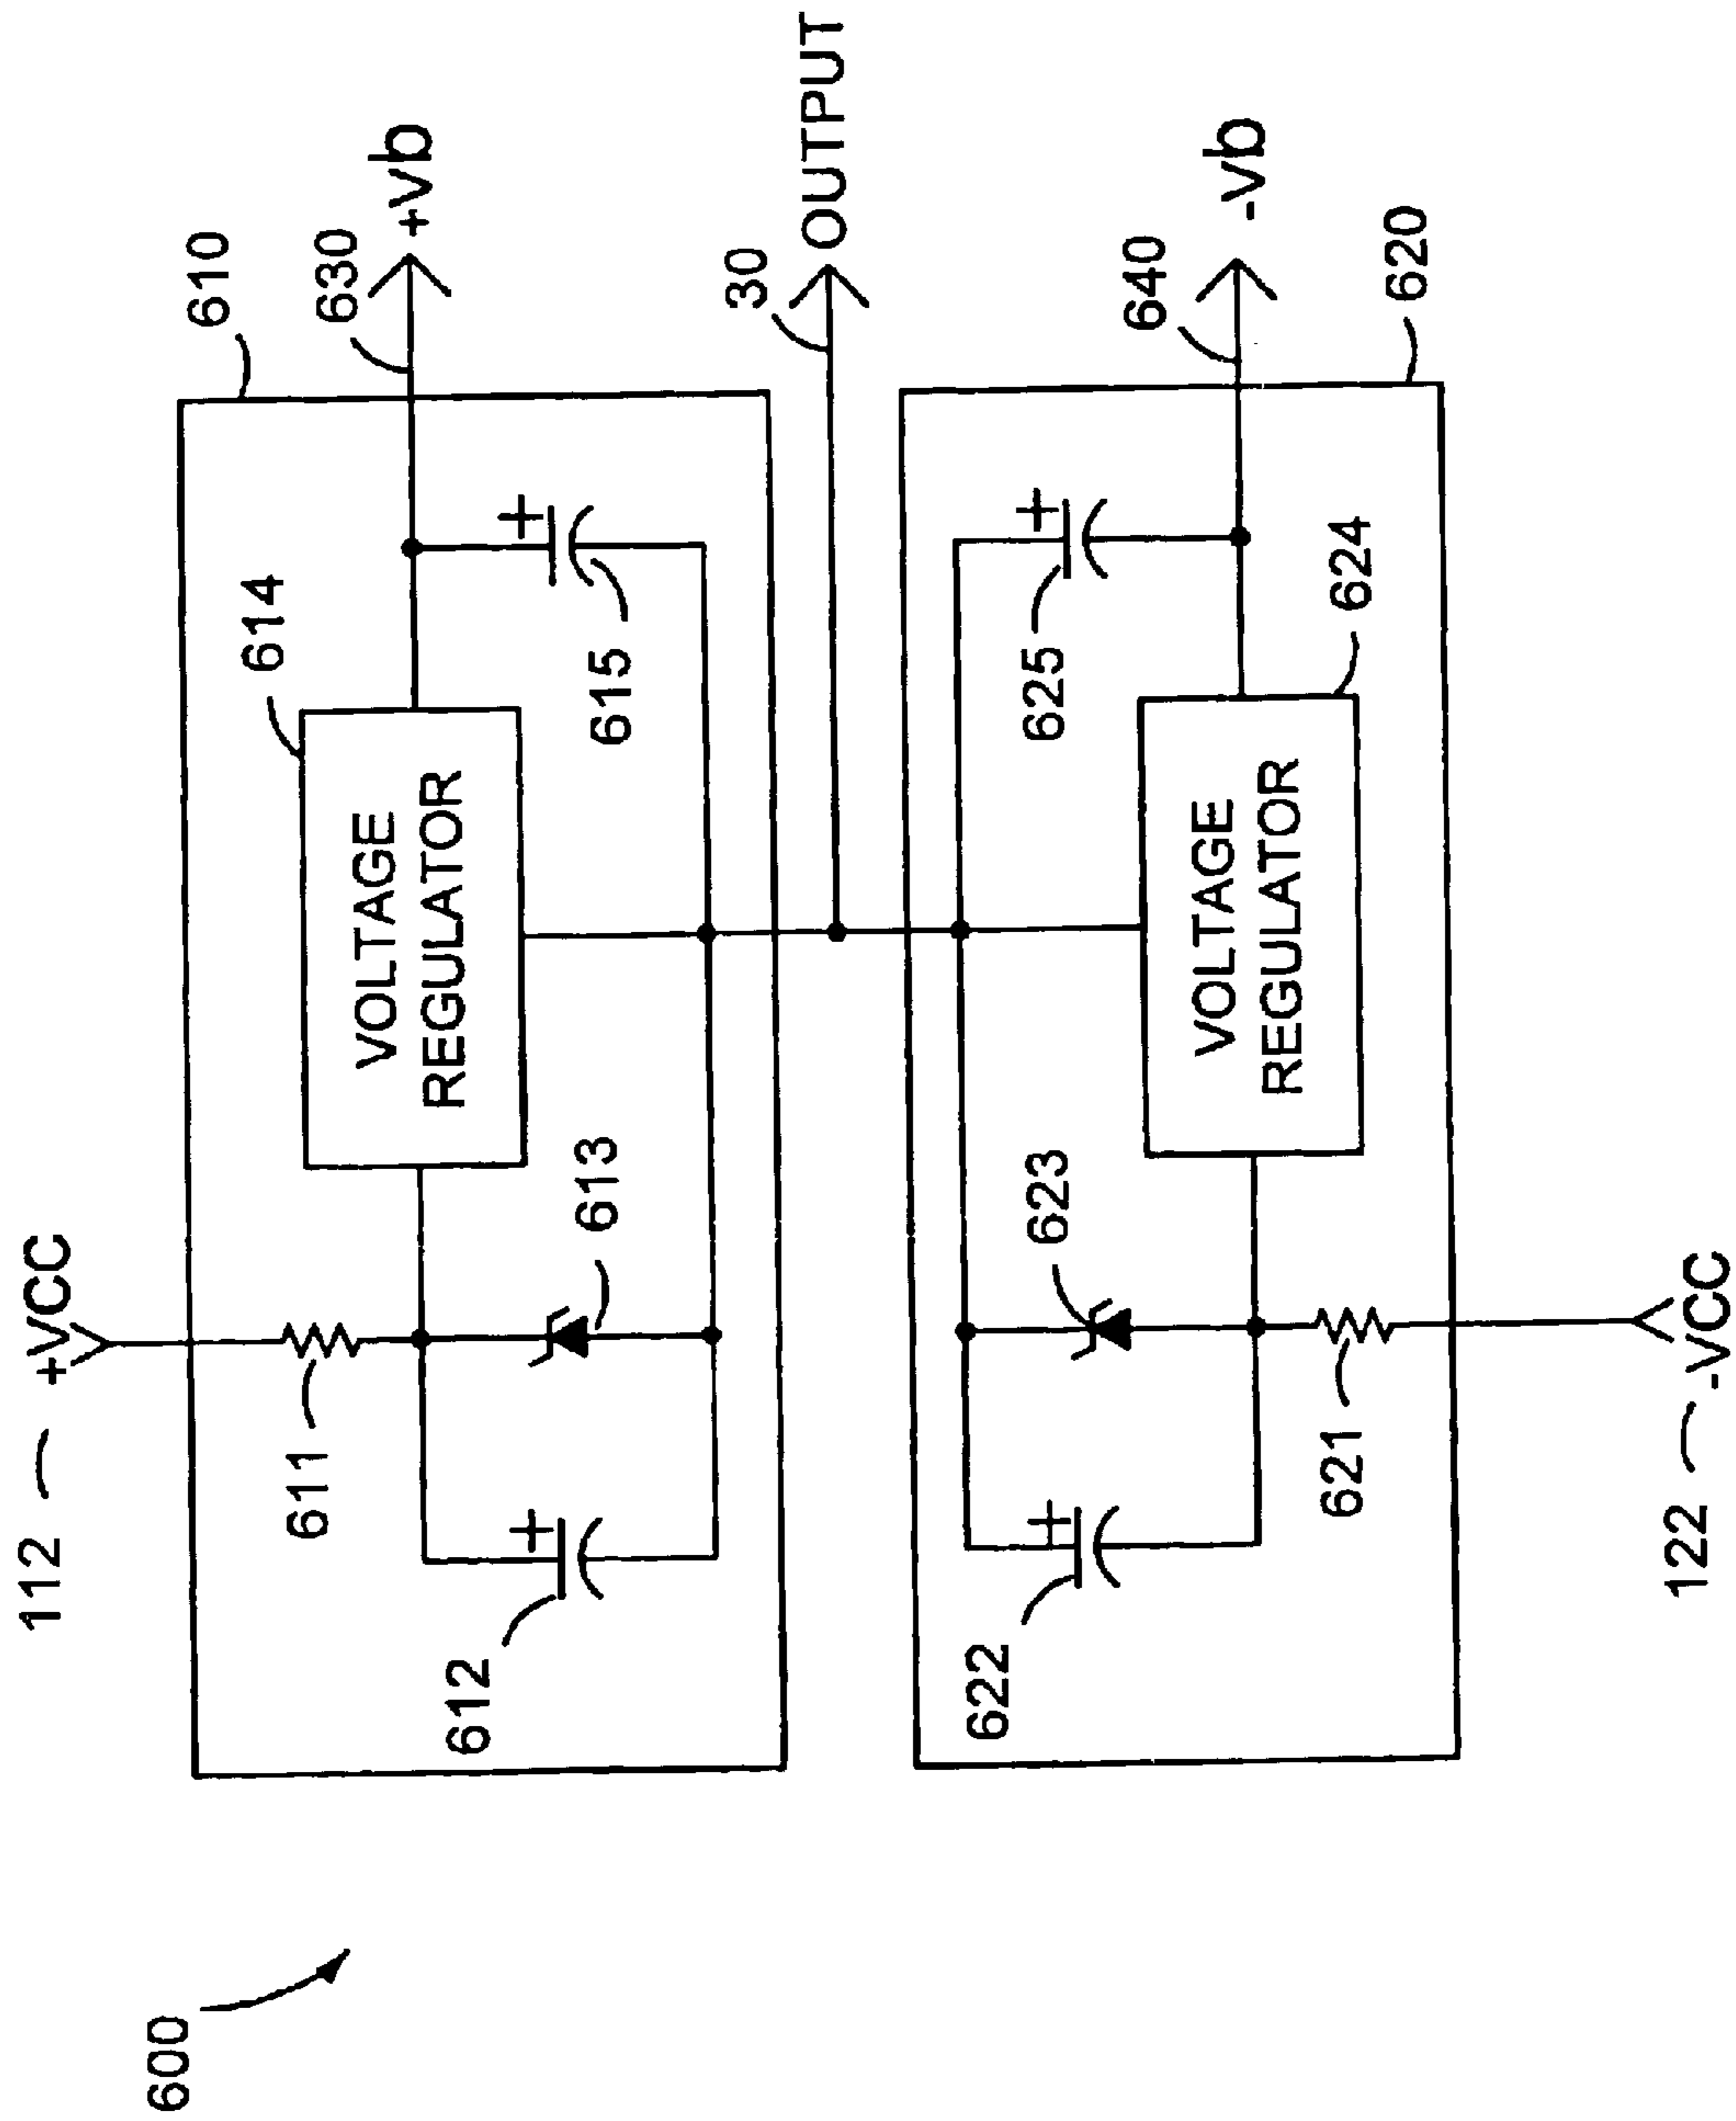 600
112
+VCC
610
611
612
613
614
VOLTAGE
REGULATOR
615
630
+Vb
30
OUTPUT
620
622
623
625
VOLTAGE
REGULATOR
624
621
640
-Vb
122
-VCC